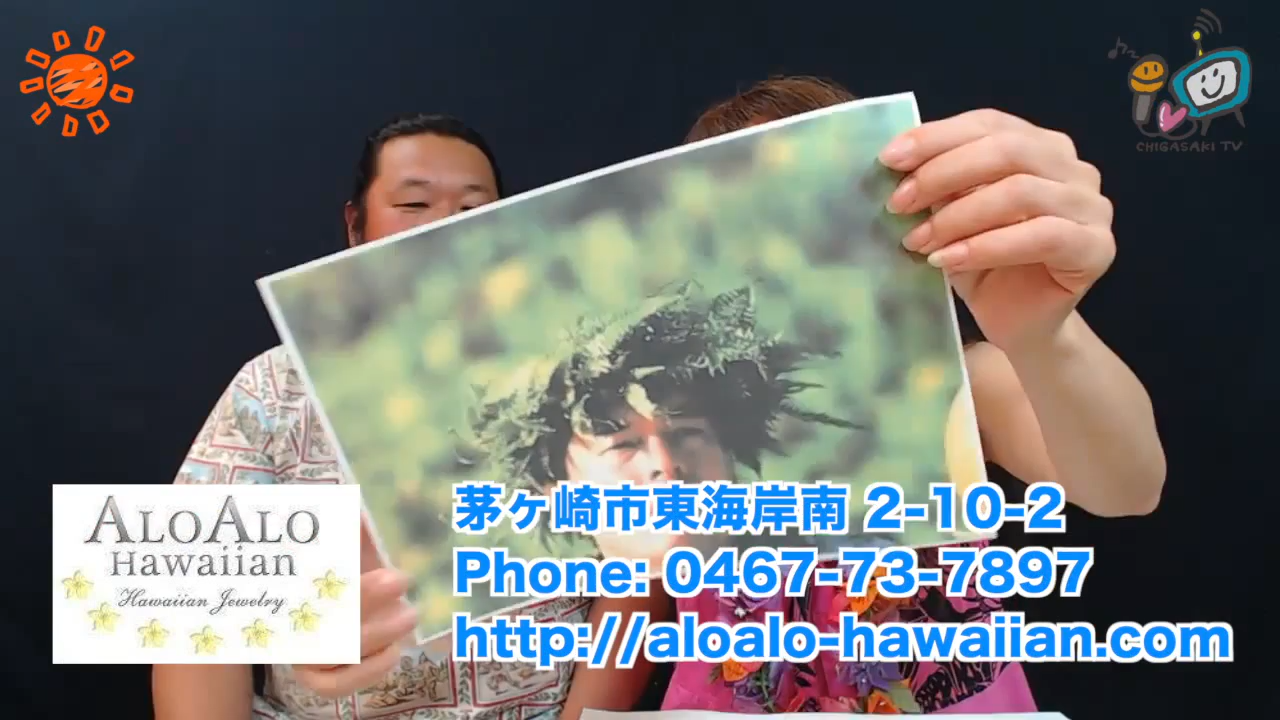 CHIGASAKI TV
ALOALO
Hawaiian
Hawaiian Jewelry
茅ヶ崎市東海岸南 2-10-2
Phone: 0467-73-7897
http://aloalo-hawaiian.com